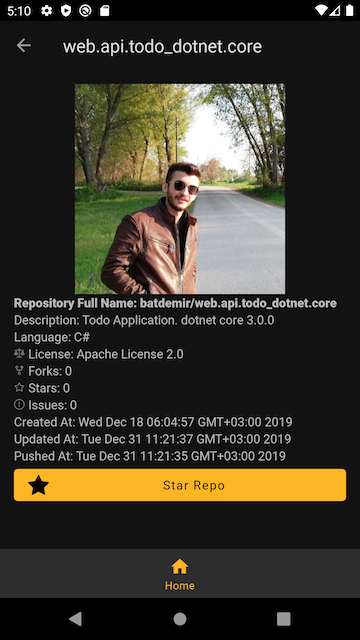 5:10
web.api.todo_dotnet.core
Repository Full Name: batdemir/web.api.todo_dotnet.core
Description: Todo Application. dotnet core 3.0.0
Language: C#
License: Apache License 2.0
Forks: 0
Stars: 0
Issues: 0
Created At: Wed Dec 18 06:04:57 GMT+03:00 2019
Updated At: Tue Dec 31 11:21:37 GMT+03:00 2019
Pushed At: Tue Dec 31 11:21:35 GMT+03:00 2019
Star Repo
Home